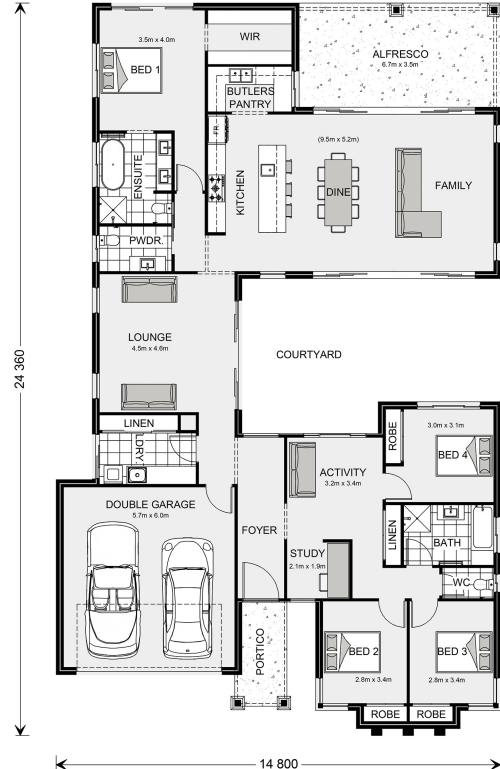 3.5m x 4.0m
BED 1
WIR
ALFRESCO
6.7m x 3.5m
BUTLERS
PANTRY
FR
(9.5m x 5.2m)
ENSUITE
KITCHEN
DINE
FAMILY
PWDR.
LOUNGE
4.5m x 4.6m
COURTYARD
24 360
LINEN
LDRY.
ROBE
3.0m x 3.1m
BED 4
ACTIVITY
3.2m x 3.4m
DOUBLE GARAGE
5.7m x 6.0m
FOYER
LINEN
BATH
STUDY
2.1m x 1.9m
WC
PORTICO
BED 2
2.8m x 3.4m
BED 3
2.8m x 3.4m
ROBE
ROBE
14 800